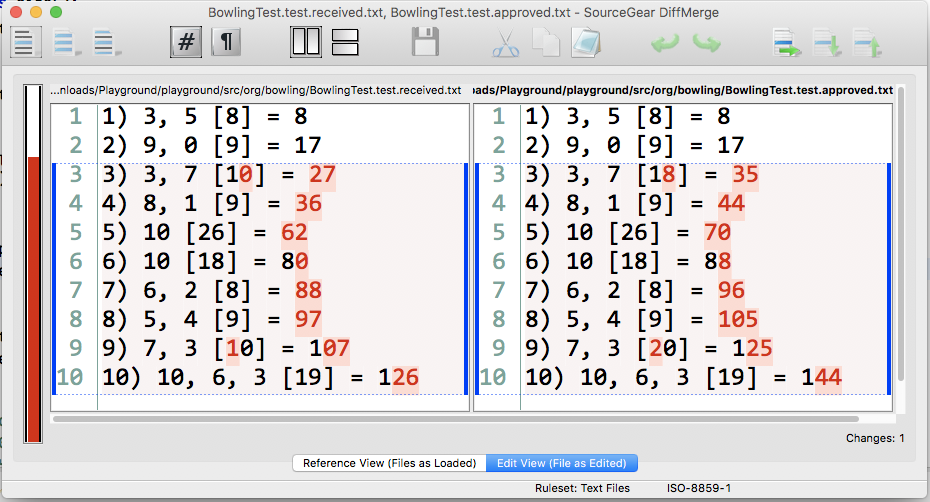 BowlingTest.test.received.txt, BowlingTest.test.approved.txt - SourceGear DiffMerge
# ¶
...nloads/Playground/playground/src/org/bowling/BowlingTest.test.received.txt
oads/Playground/playground/src/org/bowling/BowlingTest.test.approved.txt
1 1) 3, 5 [8] = 8
2 2) 9, 0 [9] = 17
3 3) 3, 7 [10] = 27
4 4) 8, 1 [9] = 36
5 5) 10 [26] = 62
6 6) 10 [18] = 80
7 7) 6, 2 [8] = 88
8 8) 5, 4 [9] = 97
9 9) 7, 3 [10] = 107
10 10) 10, 6, 3 [19] = 126
1 1) 3, 5 [8] = 8
2 2) 9, 0 [9] = 17
3 3) 3, 7 [18] = 35
4 4) 8, 1 [9] = 44
5 5) 10 [26] = 70
6 6) 10 [18] = 88
7 7) 6, 2 [8] = 96
8 8) 5, 4 [9] = 105
9 9) 7, 3 [20] = 125
10 10) 10, 6, 3 [19] = 144
Changes: 1
Reference View (Files as Loaded) Edit View (File as Edited)
Ruleset: Text Files ISO-8859-1